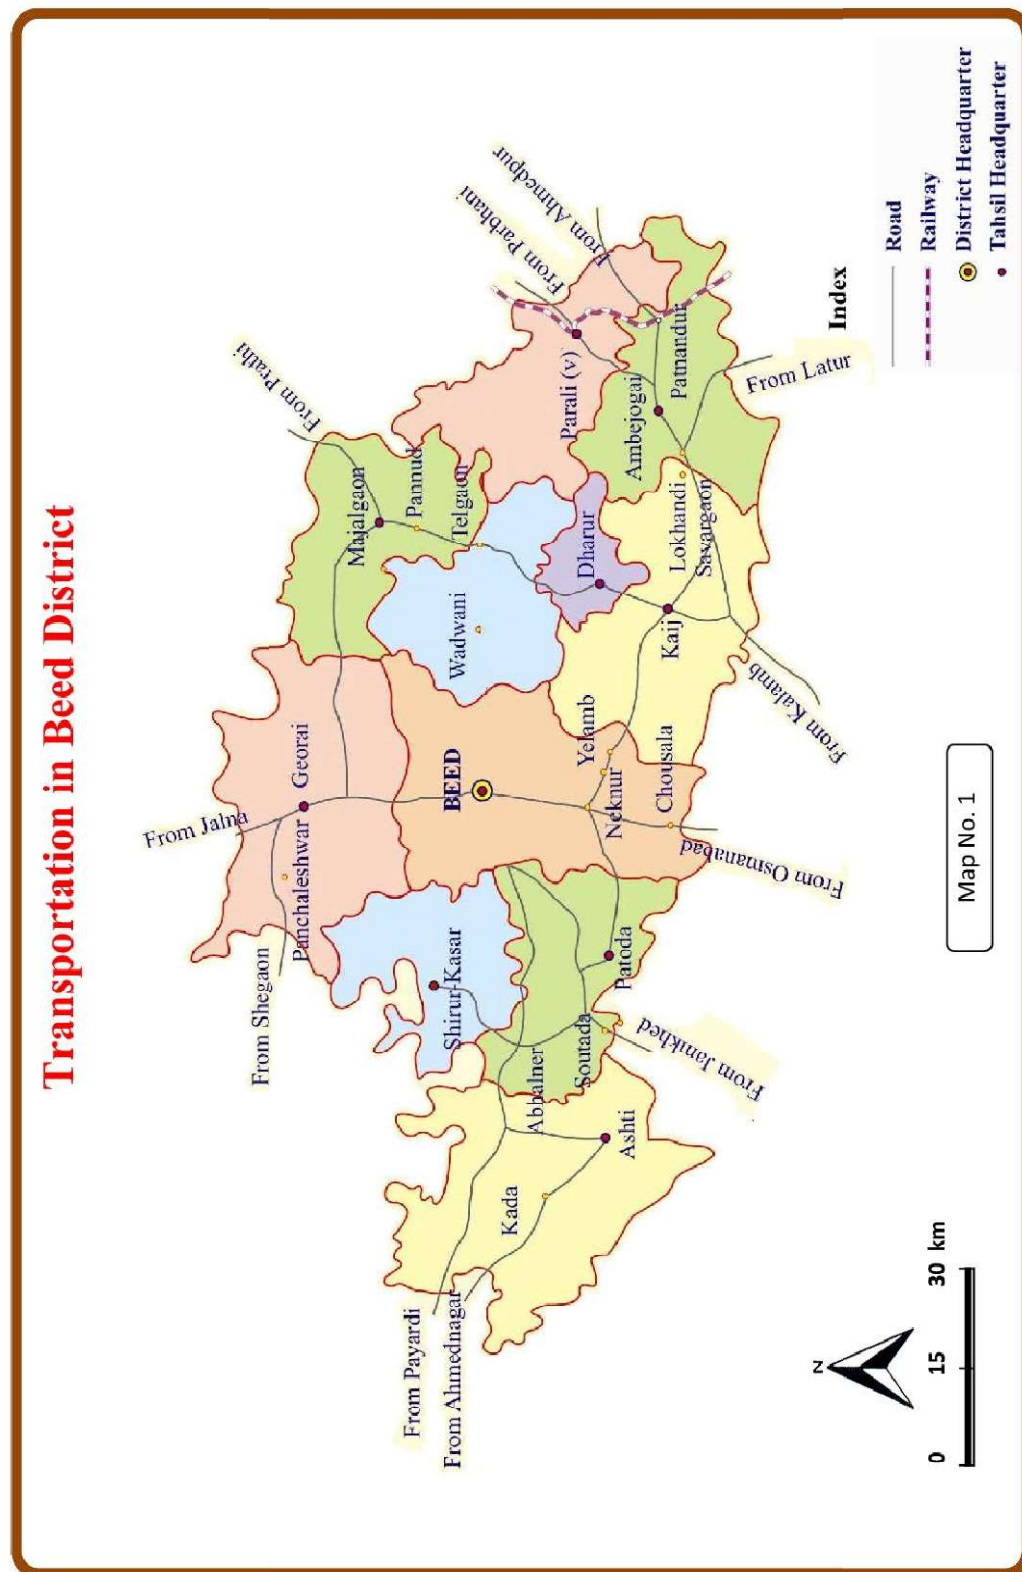 Transportation in Beed District
From Jalna
From Shegaon
Panchaleshwar
Georai
From Prathi
Majalgaon
Pannud
Telgaon
From Parbhani
From Ahmedpur
Shirur-Kasar
BEED
Wadwani
Parali (v)
From Payardi
From Ahmednagar
Kada
Abhalner
Ashti
Soutada
Patoda
Neknur
Yelamb
Chousala
Dharur
Kaij
Lokhandi
Savargaon
Ambejogai
Patnandur
From Jamkhed
From Osmanabad
From Kalamb
From Latur
N
0 15 30 km
Map No. 1
Index
Road
Railway
District Headquarter
Tahsil Headquarter